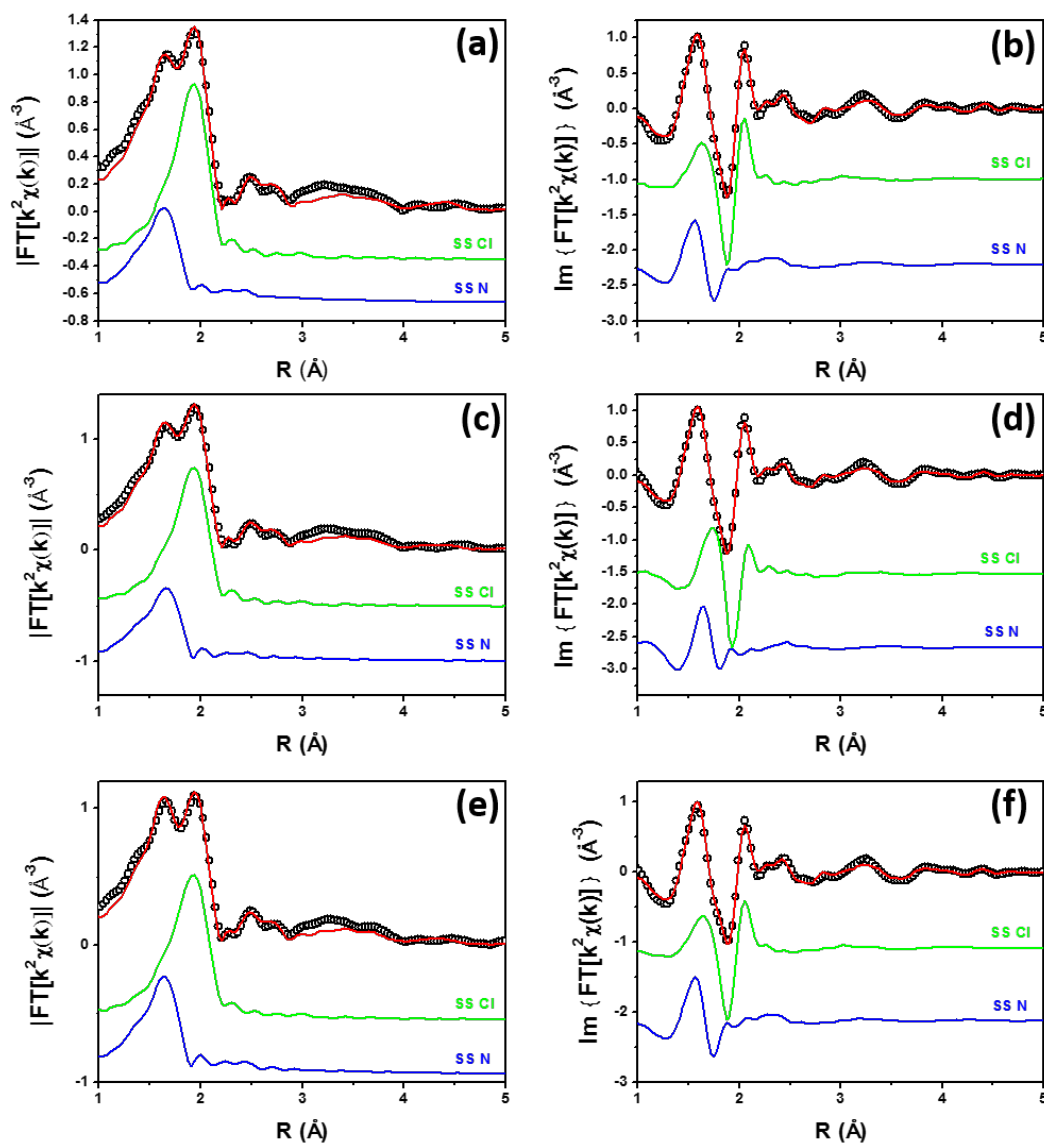 (a)
|FT[k²χ(k)]| (Å⁻³)
1.4
1.2
1.0
0.8
0.6
0.4
0.2
0.0
-0.2
-0.4
-0.6
-0.8
SS Cl
SS N
1 2 3 4 5
R (Å)
(b)
Im { FT[k²χ(k)] } (Å⁻³)
1.0
0.5
0.0
-0.5
-1.0
-1.5
-2.0
-2.5
-3.0
SS Cl
SS N
1 2 3 4 5
R (Å)
(c)
|FT[k²χ(k)]| (Å⁻³)
1
0
-1
SS Cl
SS N
1 2 3 4 5
R (Å)
(d)
Im { FT[k²χ(k)] } (Å⁻³)
1.0
0.5
0.0
-0.5
-1.0
-1.5
-2.0
-2.5
-3.0
SS Cl
SS N
1 2 3 4 5
R (Å)
(e)
|FT[k²χ(k)]| (Å⁻³)
1
0
-1
SS Cl
SS N
1 2 3 4 5
R (Å)
(f)
Im { FT[k²χ(k)] } (Å⁻³)
1
0
-1
-2
-3
SS Cl
SS N
1 2 3 4 5
R (Å)